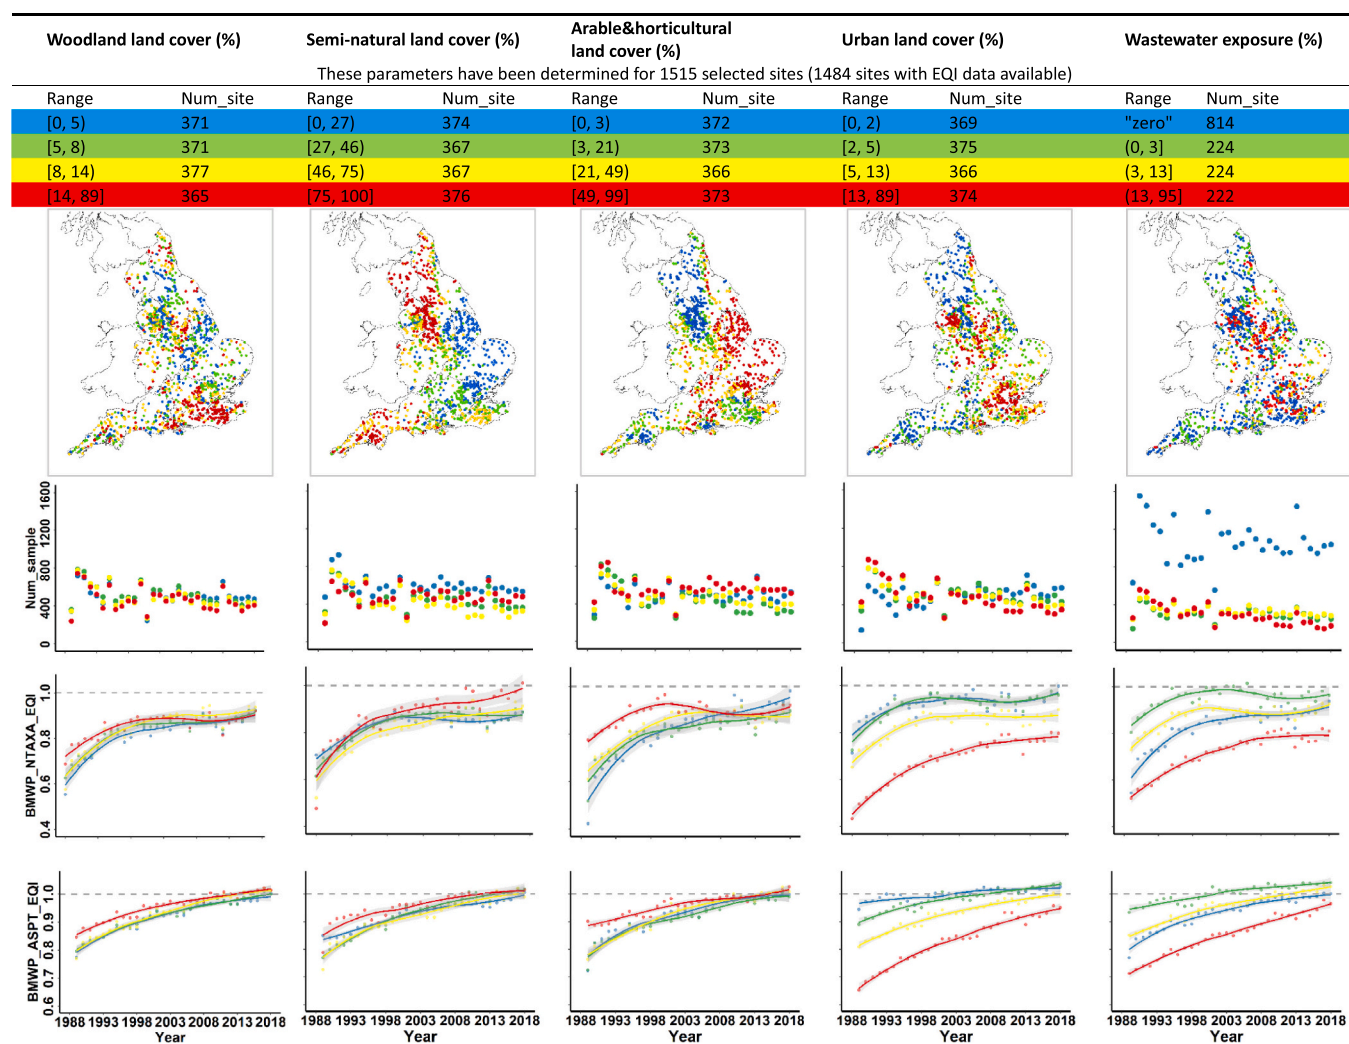 Woodland land cover (%) Semi-natural land cover (%) Arable&horticultural land cover (%) Urban land cover (%) Wastewater exposure (%)
These parameters have been determined for 1515 selected sites (1484 sites with EQI data available)
Range Num_site Range Num_site Range Num_site Range Num_site Range Num_site
[0, 5) 371 [0, 27) 374 [0, 3) 372 [0, 2) 369 "zero" 814
[5, 8) 371 [27, 46) 367 [3, 21) 373 [2, 5) 375 (0, 3] 224
[8, 14) 377 [46, 75) 367 [21, 49) 366 [5, 13) 366 (3, 13] 224
[14, 89] 365 [75, 100] 376 [49, 99] 373 [13, 89] 374 (13, 95] 222
Num_sample
1600
1200
800
400
0
BMWP_NTAXA_EQI
1.0
0.8
0.6
0.4
BMWP_ASPT_EQI
1.0
0.9
0.8
0.7
0.6
1988 1993 1998 2003 2008 2013 2018 1988 1993 1998 2003 2008 2013 2018 1988 1993 1998 2003 2008 2013 2018 1988 1993 1998 2003 2008 2013 2018 1988 1993 1998 2003 2008 2013 2018
Year Year Year Year Year